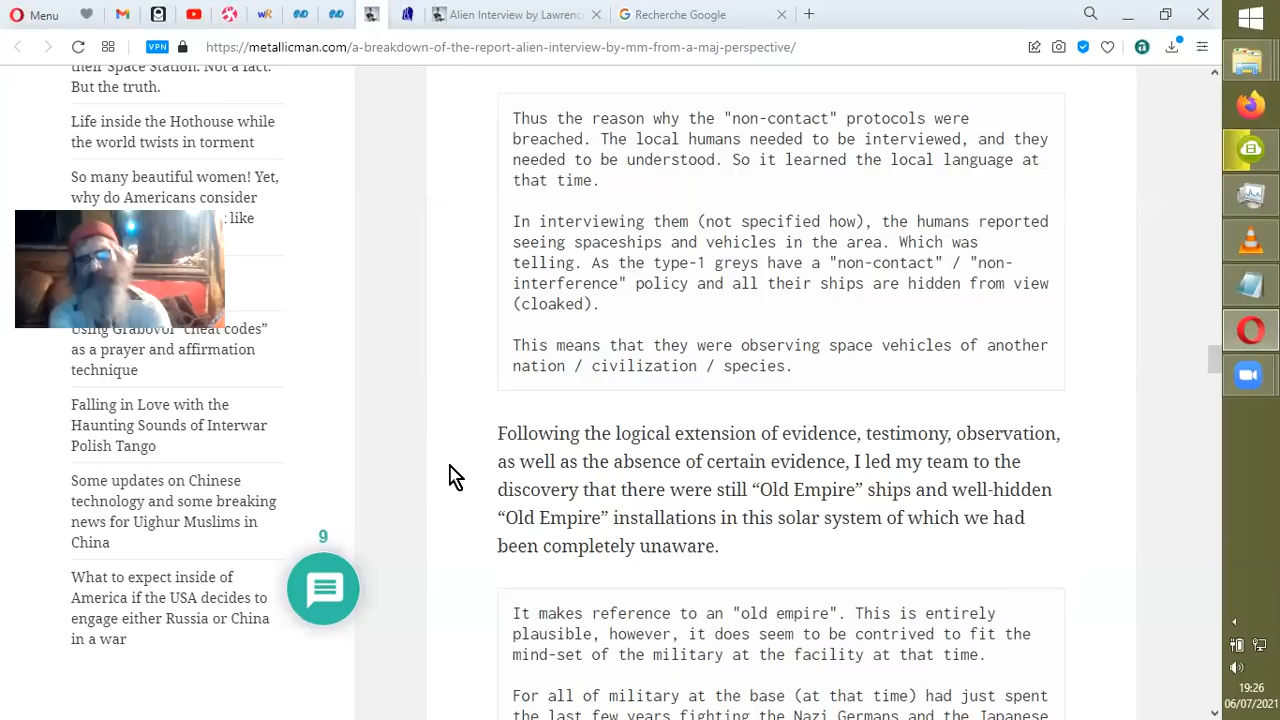 Menu
Alien Interview by Lawrenc
Recherche Google
VPN
https://metallicman.com/a-breakdown-of-the-report-alien-interview-by-mm-from-a-maj-perspective/
their Space Station. Not a fact.
But the truth.
Life inside the Hothouse while
the world twists in torment
So many beautiful women! Yet,
why do Americans consider
like
Using Grabovoi "cheat codes”
as a prayer and affirmation
technique
Falling in Love with the
Haunting Sounds of Interwar
Polish Tango
Some updates on Chinese
technology and some breaking
news for Uighur Muslims in
China
What to expect inside of
America if the USA decides to
engage either Russia or China
in a war
9
Thus the reason why the "non-contact" protocols were
breached. The local humans needed to be interviewed, and they
needed to be understood. So it learned the local language at
that time.
In interviewing them (not specified how), the humans reported
seeing spaceships and vehicles in the area. Which was
telling. As the type-1 greys have a "non-contact" / "non-
interference" policy and all their ships are hidden from view
(cloaked).
This means that they were observing space vehicles of another
nation / civilization / species.
Following the logical extension of evidence, testimony, observation,
as well as the absence of certain evidence, I led my team to the
discovery that there were still “Old Empire” ships and well-hidden
“Old Empire” installations in this solar system of which we had
been completely unaware.
It makes reference to an "old empire". This is entirely
plausible, however, it does seem to be contrived to fit the
mind-set of the military at the facility at that time.
For all of military at the base (at that time) had just spent
the last few years fighting the Nazi Germans and the Japanese
19:26
06/07/2021